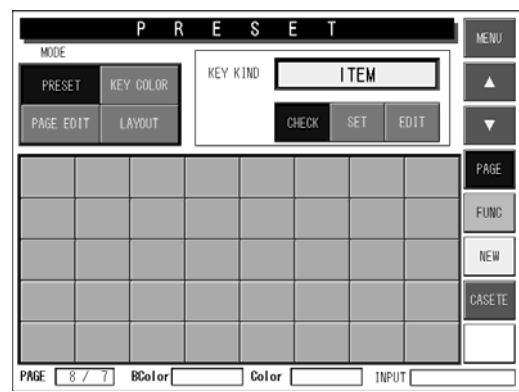 PRESET
MODE
PRESET KEY COLOR
PAGE EDIT LAYOUT
KEY KIND ITEM
CHECK SET EDIT
MENU
▲
▼
PAGE
FUNC
NEW
CASETE
PAGE 8 / 7 BColor Color INPUT